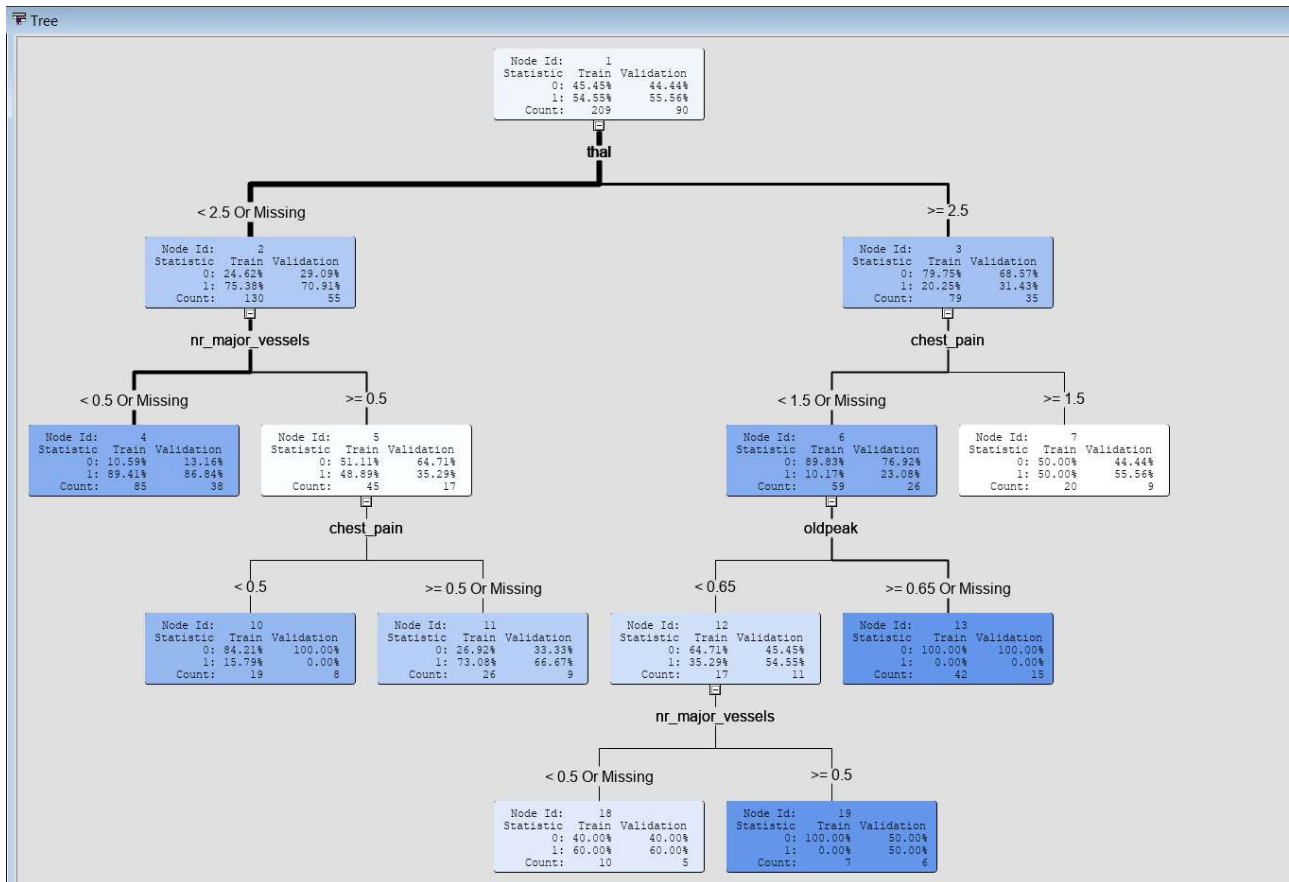 Tree
Node Id: 1
Statistic Train Validation
0: 45.45% 44.44%
1: 54.55% 55.56%
Count: 209 90
thal
< 2.5 Or Missing
>= 2.5
Node Id: 2
Statistic Train Validation
0: 24.62% 29.09%
1: 75.38% 70.91%
Count: 130 55
Node Id: 3
Statistic Train Validation
0: 79.75% 68.57%
1: 20.25% 31.43%
Count: 79 35
nr_major_vessels
chest_pain
< 0.5 Or Missing
>= 0.5
< 1.5 Or Missing
>= 1.5
Node Id: 4
Statistic Train Validation
0: 10.59% 13.16%
1: 89.41% 86.84%
Count: 85 38
Node Id: 5
Statistic Train Validation
0: 51.11% 64.71%
1: 48.89% 35.29%
Count: 45 17
Node Id: 6
Statistic Train Validation
0: 89.83% 76.92%
1: 10.17% 23.08%
Count: 59 26
Node Id: 7
Statistic Train Validation
0: 50.00% 44.44%
1: 50.00% 55.56%
Count: 20 9
chest_pain
oldpeak
< 0.5
>= 0.5 Or Missing
< 0.65
>= 0.65 Or Missing
Node Id: 10
Statistic Train Validation
0: 84.21% 100.00%
1: 15.79% 0.00%
Count: 19 8
Node Id: 11
Statistic Train Validation
0: 26.92% 33.33%
1: 73.08% 66.67%
Count: 26 9
Node Id: 12
Statistic Train Validation
0: 64.71% 45.45%
1: 35.29% 54.55%
Count: 17 11
Node Id: 13
Statistic Train Validation
0: 100.00% 100.00%
1: 0.00% 0.00%
Count: 42 15
nr_major_vessels
< 0.5 Or Missing
>= 0.5
Node Id: 18
Statistic Train Validation
0: 40.00% 40.00%
1: 60.00% 60.00%
Count: 10 5
Node Id: 19
Statistic Train Validation
0: 100.00% 50.00%
1: 0.00% 50.00%
Count: 7 6